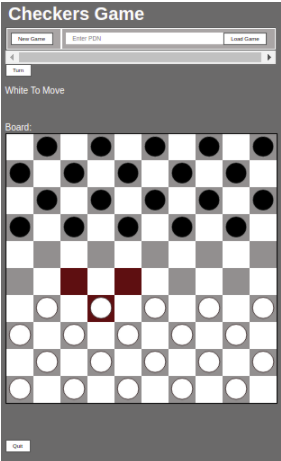 Checkers Game
New Game
Enter PDN
Load Game
Turn
White To Move
Board:
Quit